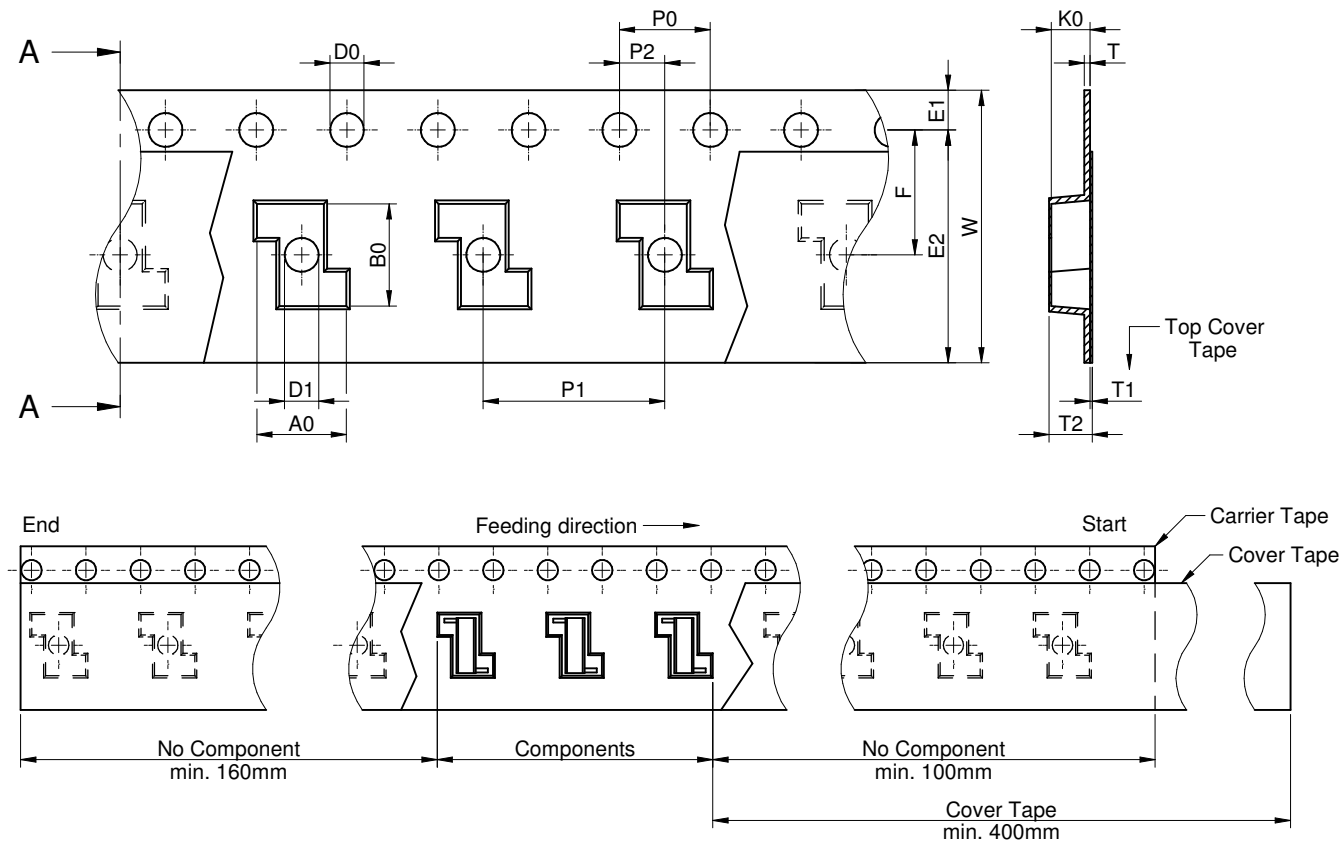 A
D0
P0
P2
K0
T
E1
F
E2
W
B0
D1
A0
P1
A
Top Cover
Tape
T1
T2
End
Feeding direction
Start
Carrier Tape
Cover Tape
No Component
min. 160mm
Components
No Component
min. 100mm
Cover Tape
min. 400mm